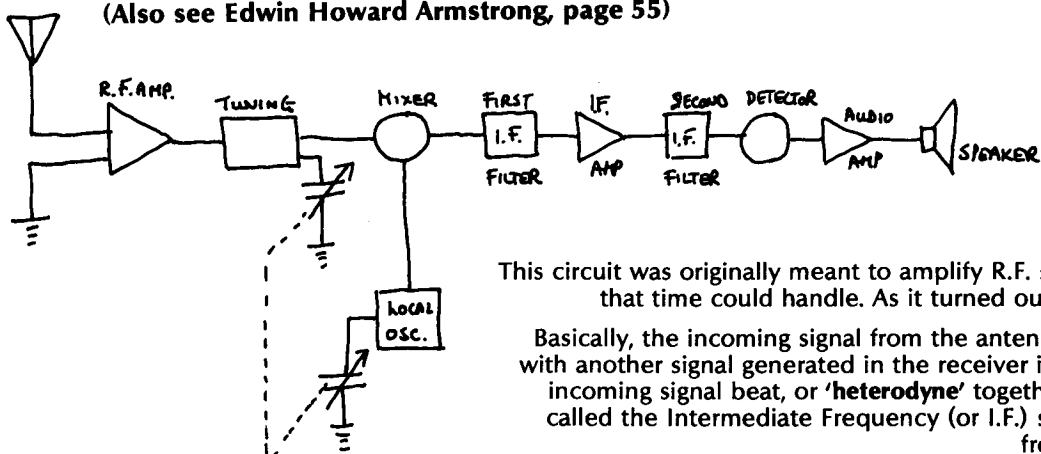 (Also see Edwin Howard Armstrong, page 55)
R.F. AMP.
TUNING
MIXER
FIRST
I.F.
FILTER
I.F.
AMP
SECOND
I.F.
FILTER
DETECTOR
AUDIO
AMP
SPEAKER
LOCAL
OSC.
This circuit was originally meant to amplify R.F.
that time could handle. As it turned ou
Basically, the incoming signal from the anten
with another signal generated in the receiver i
incoming signal beat, or 'heterodyne' togeth
called the Intermediate Frequency (or I.F.) s
fre